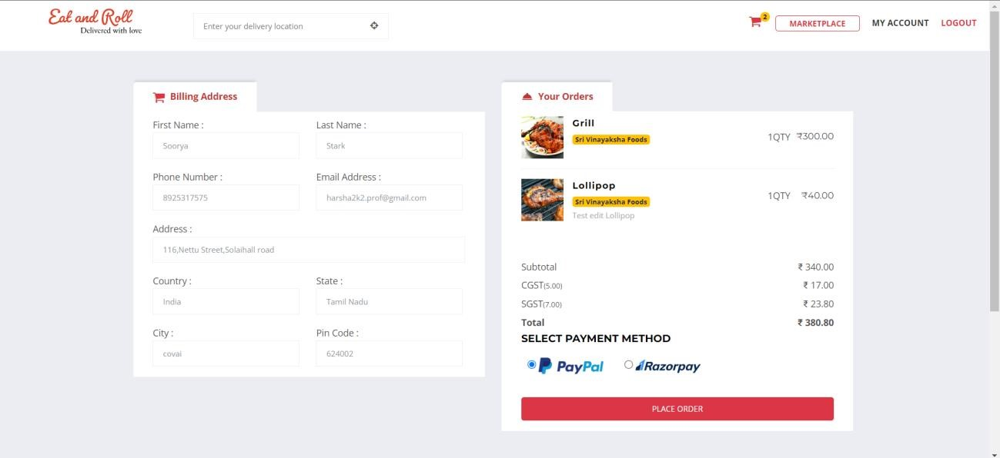 Eat and Roll
Delivered with love
Enter your delivery location
2
MARKETPLACE
MY ACCOUNT
LOGOUT
Billing Address
First Name :
Last Name :
Soorya
Stark
Phone Number :
Email Address :
8925317575
harsha2k2.prof@gmail.com
Address :
116,Nettu Street,Solaihall road
Country :
State :
India
Tamil Nadu
City :
Pin Code :
covai
624002
Your Orders
Grill
Sri Vinayaksha Foods
1QTY ₹300.00
Lollipop
Sri Vinayaksha Foods
Test edit Lollipop
1QTY ₹40.00
Subtotal ₹ 340.00
CGST(5.00) ₹ 17.00
SGST(7.00) ₹ 23.80
Total ₹ 380.80
SELECT PAYMENT METHOD
PayPal
Razorpay
PLACE ORDER